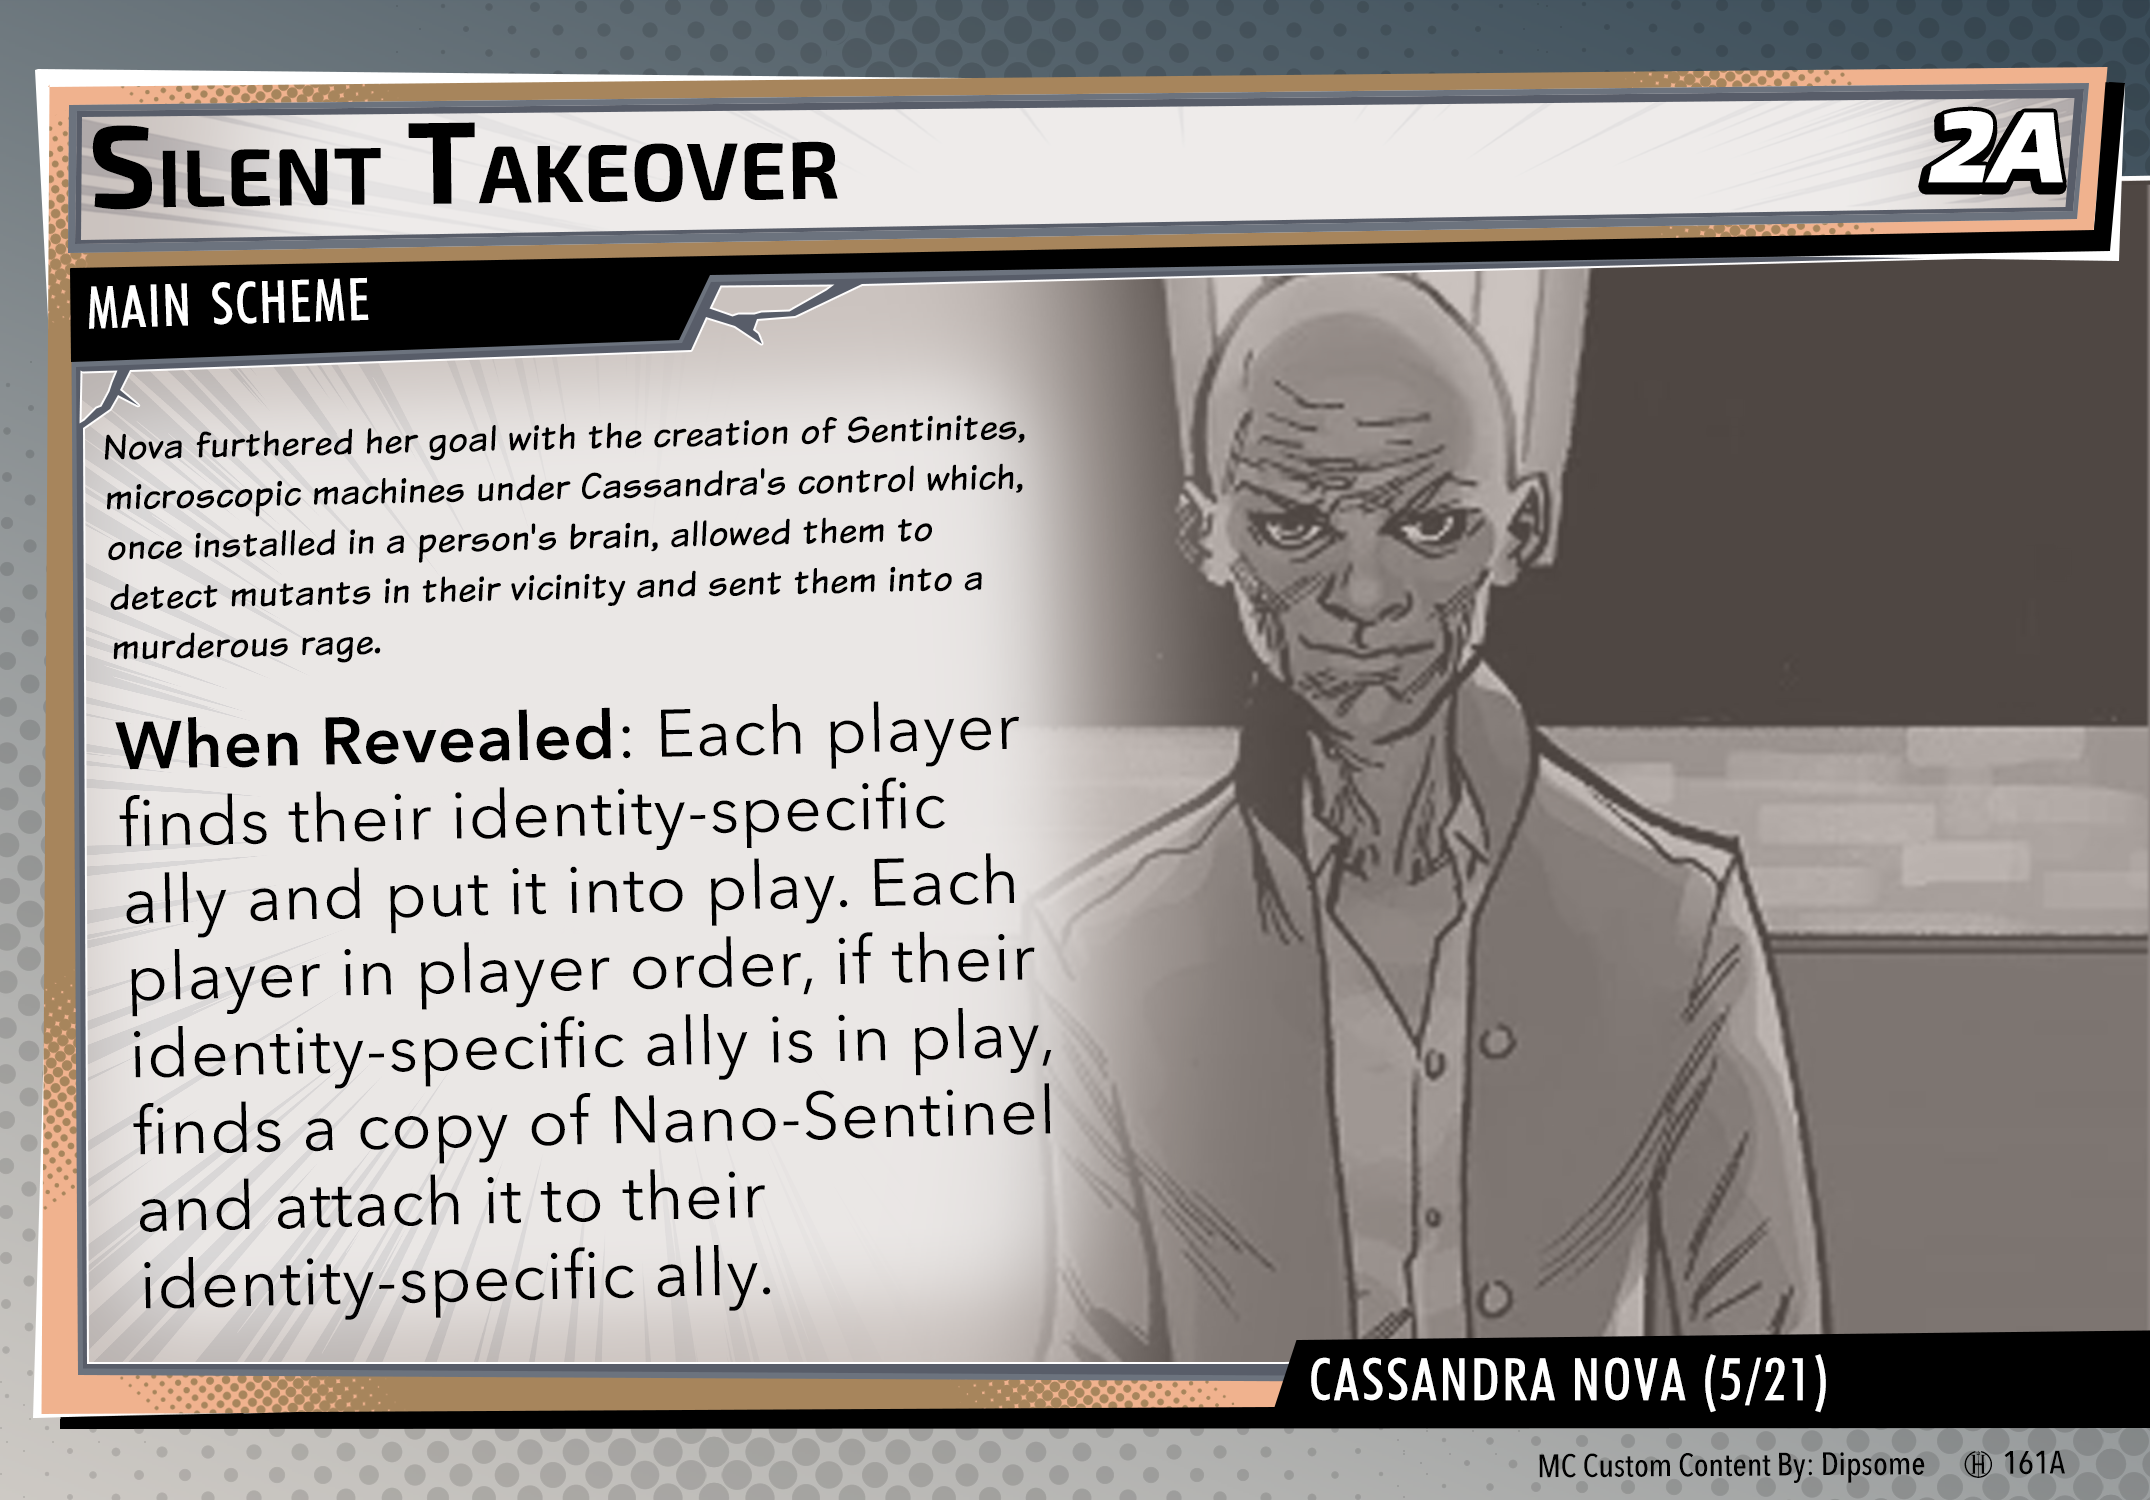 SILENT TAKEOVER
2A
MAIN SCHEME
Nova furthered her goal with the creation of Sentinites,
microscopic machines under Cassandra's control which,
once installed in a person's brain, allowed them to
detect mutants in their vicinity and sent them into a
murderous rage.
When Revealed: Each player
finds their identity-specific
ally and put it into play. Each
player in player order, if their
identity-specific ally is in play,
finds a copy of Nano-Sentinel
and attach it to their
identity-specific ally.
CASSANDRA NOVA (5/21)
MC Custom Content By: Dipsome 161A